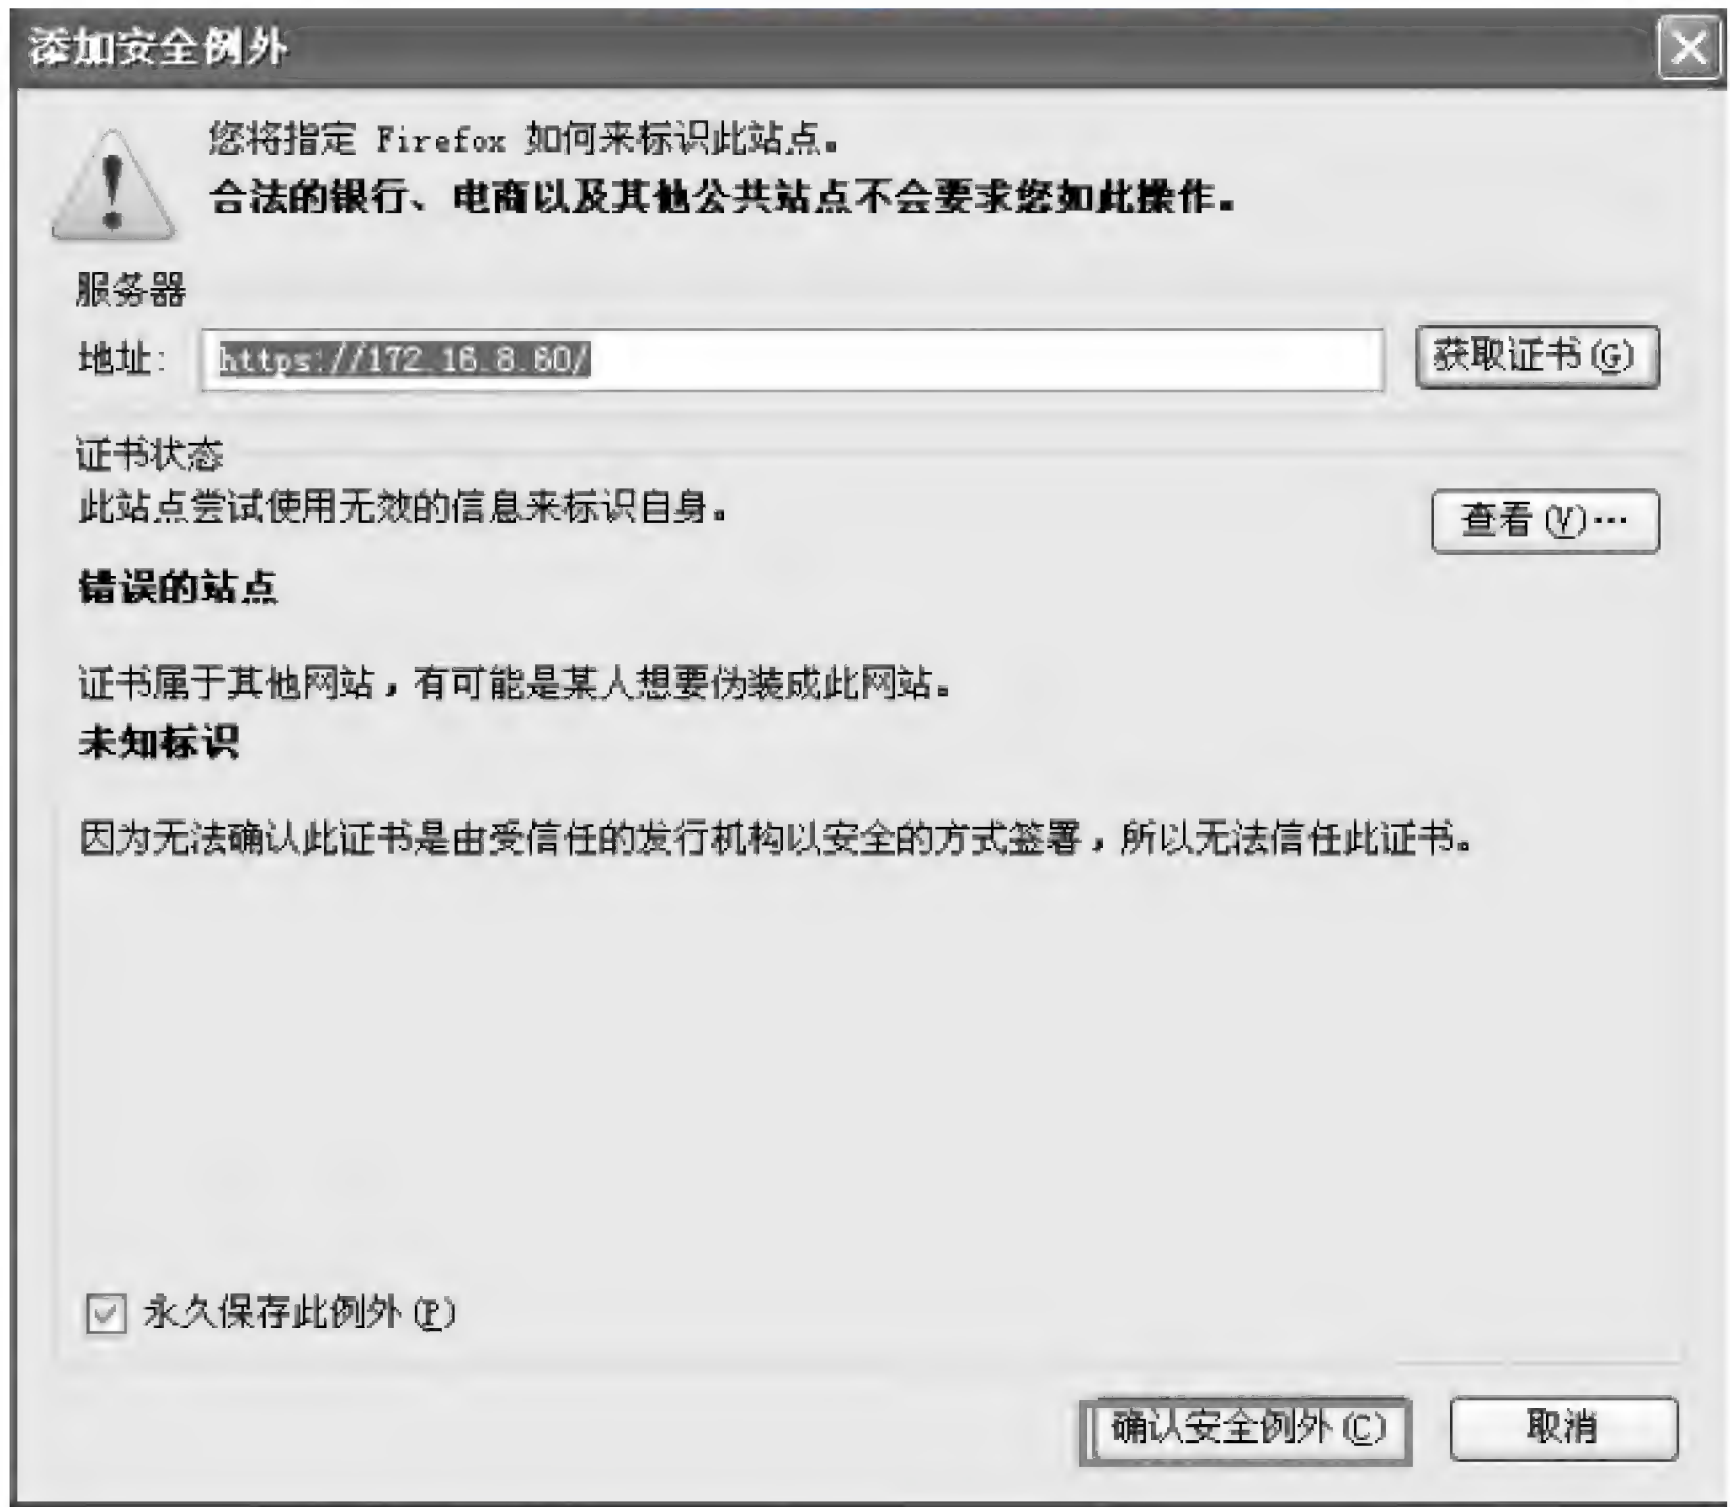 添加安全例外
您将指定 Firefox 如何来标识此站点。
合法的银行、电商以及其他公共站点不会要求您如此操作。
服务器
地址: https://172.16.8.60/ 获取证书(G)
证书状态
此站点尝试使用无效的信息来标识自身。 查看(V)…
错误的站点
证书属于其他网站，有可能是某人想要伪装成此网站。
未知标识
因为无法确认此证书是由受信任的发行机构以安全的方式签署，所以无法信任此证书。
永久保存此例外(P)
确认安全例外(C) 取消